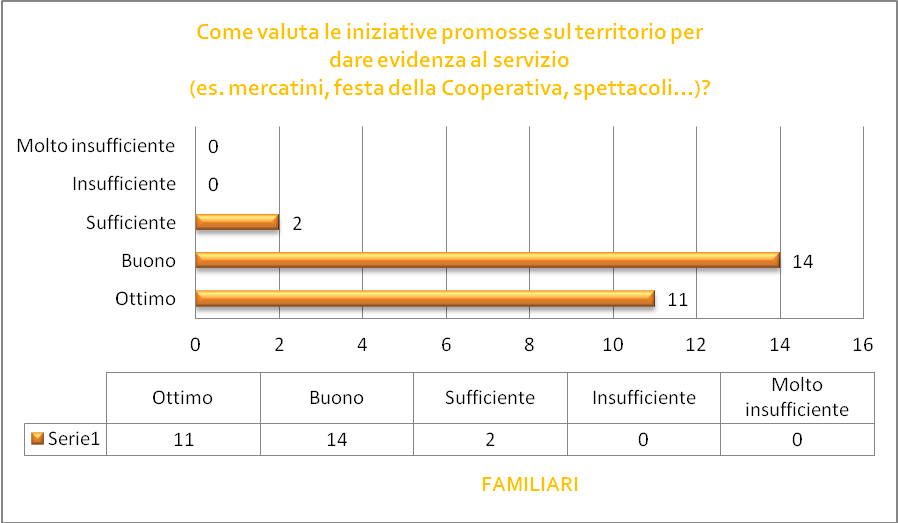 Come valuta le iniziative promosse sul territorio per
dare evidenza al servizio
(es. mercatini, festa della Cooperativa, spettacoli...)?
Molto insufficiente 0
Insufficiente 0
Sufficiente 2
Buono 14
Ottimo 11
0 2 4 6 8 10 12 14 16
Ottimo Buono Sufficiente Insufficiente Molto
insufficiente
Serie1 11 14 2 0 0
FAMILIARI